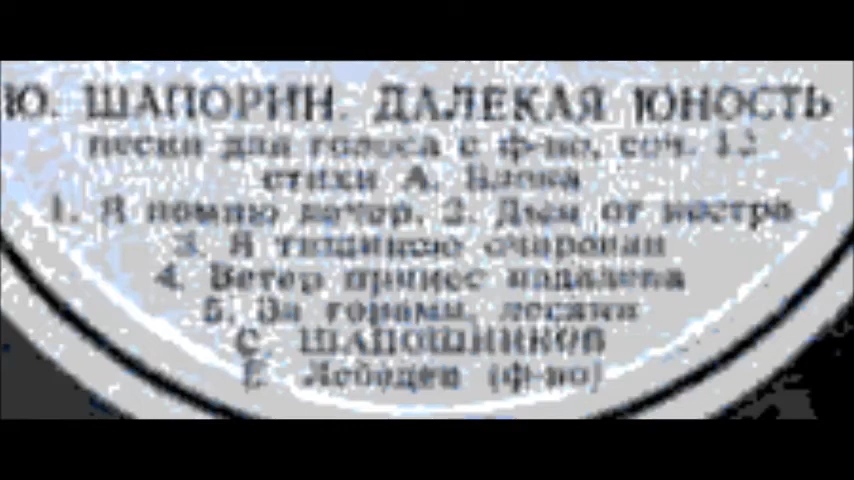 Ю. ШАПОРИН. ДАЛЕКАЯ ЮНОСТЬ
песни для голоса с ф-но, соч. 12
стихи А. Блока
1. Я помню вечер. 2. Дым от костра
3. Я тишиною очарован
4. Ветер принес издалека
5. За горами, лесами
С. ШАПОШНИКОВ
Е. Лебедев (ф-но)